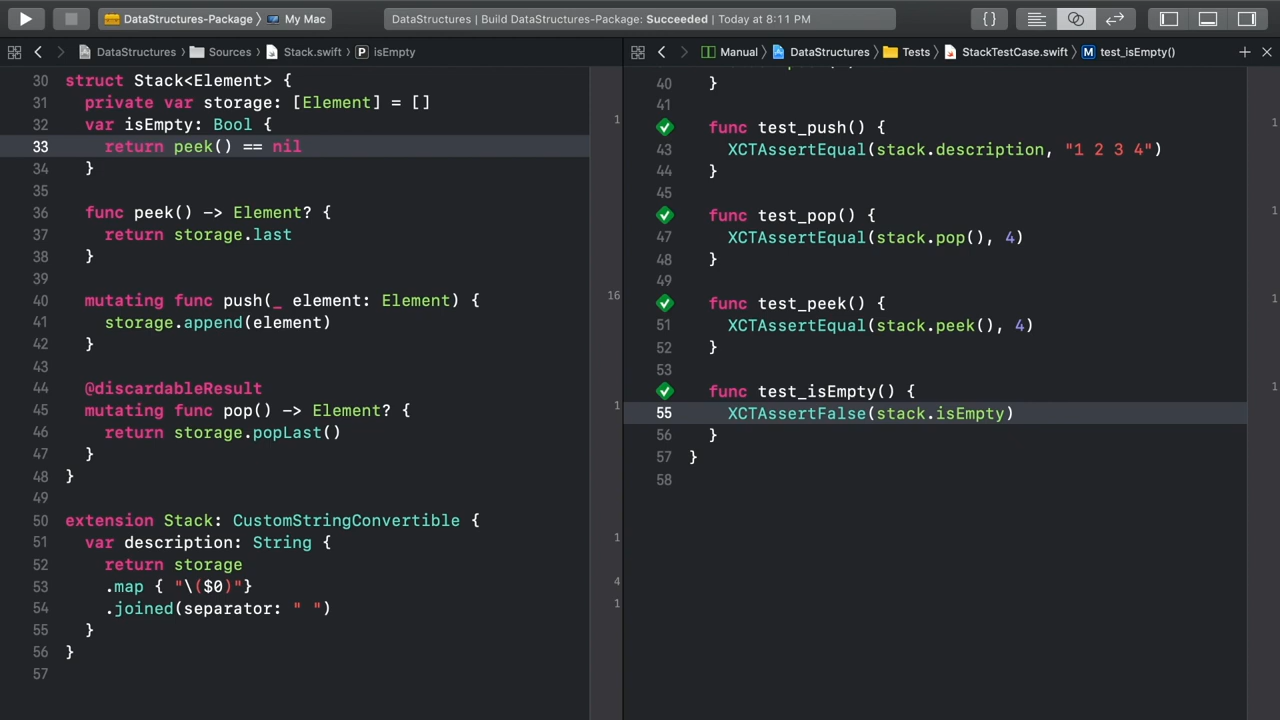 DataStructures-Package 〉 My Mac
DataStructures | Build DataStructures-Package: Succeeded | Today at 8:11 PM
{}
DataStructures 〉 Sources 〉 Stack.swift 〉 P isEmpty
30 struct Stack<Element> {
31   private var storage: [Element] = []
32   var isEmpty: Bool {
33     return peek() == nil
34   }
35
36   func peek() -> Element? {
37     return storage.last
38   }
39
40   mutating func push(_ element: Element) {
41     storage.append(element)
42   }
43
44   @discardableResult
45   mutating func pop() -> Element? {
46     return storage.popLast()
47   }
48 }
49
50 extension Stack: CustomStringConvertible {
51   var description: String {
52     return storage
53     .map { "\($0)"}
54     .joined(separator: " ")
55   }
56 }
57
1
16
1
1
4
1
Manual 〉 DataStructures 〉 Tests 〉 StackTestCase.swift 〉 M test_isEmpty()
40   }
41
func test_push() {
43     XCTAssertEqual(stack.description, "1 2 3 4")
44   }
45
func test_pop() {
47     XCTAssertEqual(stack.pop(), 4)
48   }
49
func test_peek() {
51     XCTAssertEqual(stack.peek(), 4)
52   }
53
func test_isEmpty() {
55     XCTAssertFalse(stack.isEmpty)
56   }
57 }
58
1
1
1
1